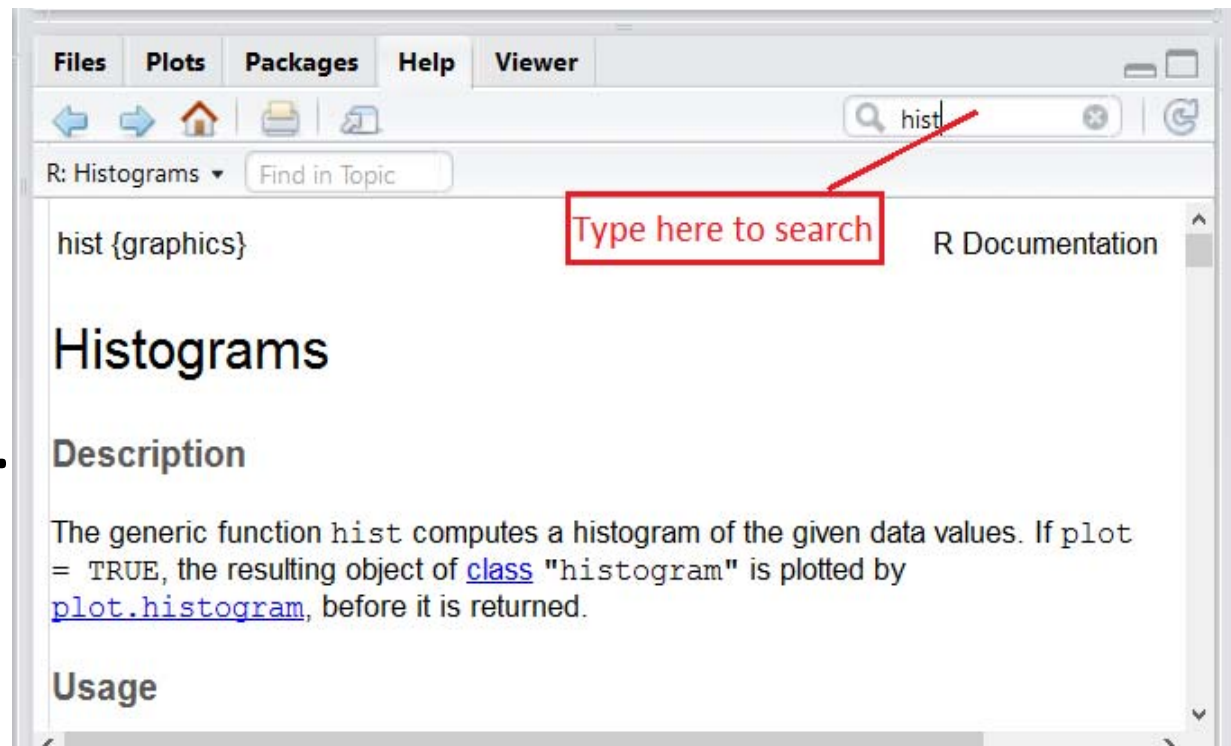 Files Plots Packages Help Viewer
hist
R: Histograms Find in Topic
Type here to search
hist {graphics} R Documentation
Histograms
Description
The generic function hist computes a histogram of the given data values. If plot
= TRUE, the resulting object of class "histogram" is plotted by
plot.histogram, before it is returned.
Usage